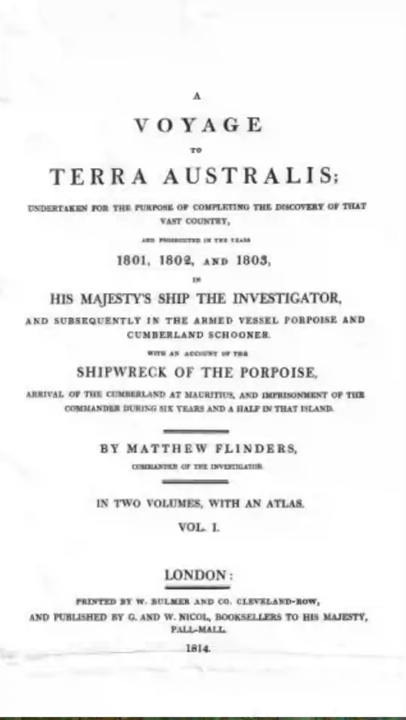 A
VOYAGE
TO
TERRA AUSTRALIS;
UNDERTAKEN FOR THE PURPOSE OF COMPLETING THE DISCOVERY OF THAT
VAST COUNTRY,
AND PROSECUTED IN THE YEARS
1801, 1802, AND 1803,
IN
HIS MAJESTY'S SHIP THE INVESTIGATOR,
AND SUBSEQUENTLY IN THE ARMED VESSEL PORPOISE AND
CUMBERLAND SCHOONER.
WITH AN ACCOUNT OF THE
SHIPWRECK OF THE PORPOISE,
ARRIVAL OF THE CUMBERLAND AT MAURITIUS, AND IMPRISONMENT OF THE
COMMANDER DURING SIX YEARS AND A HALF IN THAT ISLAND.
BY MATTHEW FLINDERS,
COMMANDER OF THE INVESTIGATOR.
IN TWO VOLUMES, WITH AN ATLAS.
VOL. I.
LONDON:
PRINTED BY W. BULMER AND CO. CLEVELAND-ROW,
AND PUBLISHED BY G. AND W. NICOL, BOOKSELLERS TO HIS MAJESTY,
PALL-MALL.
1814.